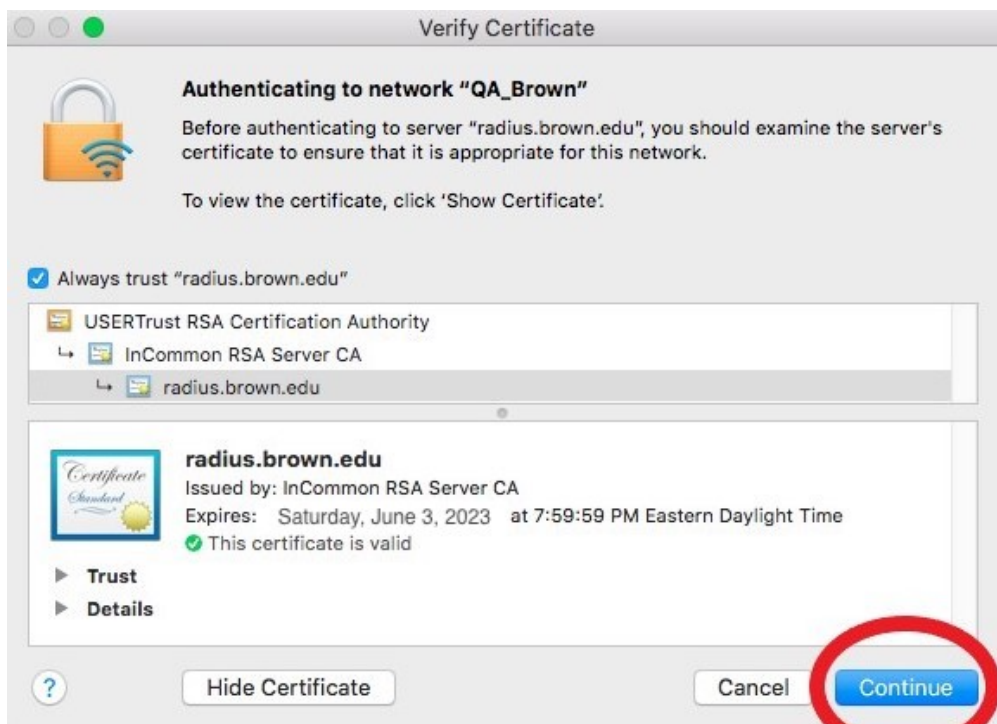 Verify Certificate
Authenticating to network “QA_Brown”
Before authenticating to server “radius.brown.edu”, you should examine the server's
certificate to ensure that it is appropriate for this network.
To view the certificate, click ‘Show Certificate’.
Always trust “radius.brown.edu”
USERTrust RSA Certification Authority
InCommon RSA Server CA
radius.brown.edu
Certificate
Standard
radius.brown.edu
Issued by: InCommon RSA Server CA
Expires: Saturday, June 3, 2023 at 7:59:59 PM Eastern Daylight Time
This certificate is valid
Trust
Details
? Hide Certificate Cancel Continue